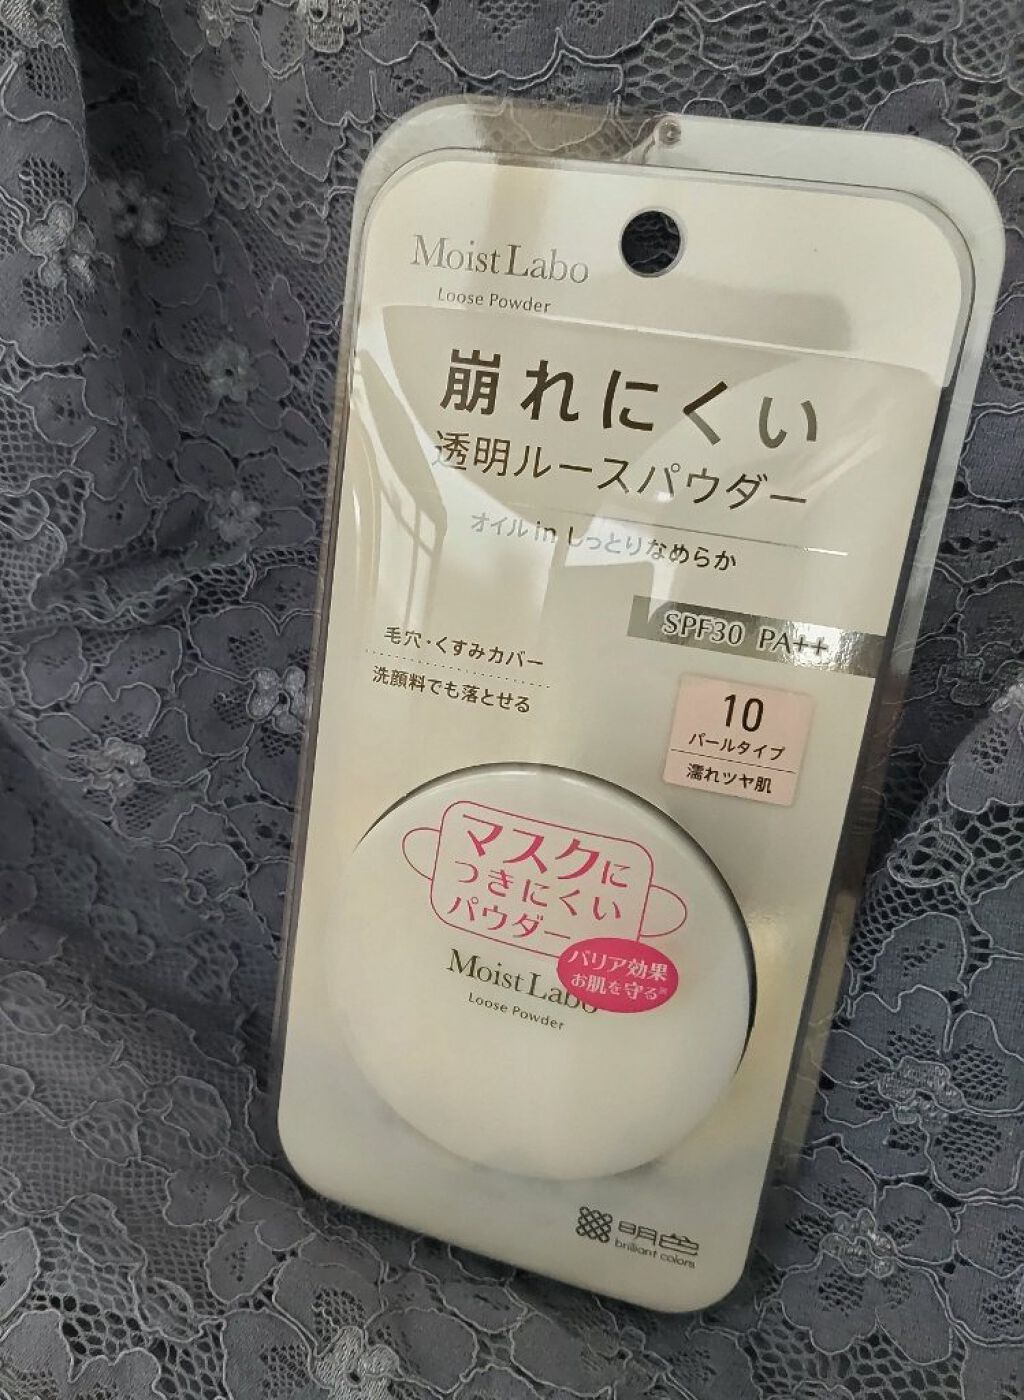 Moist Labo
Loose Powder
崩れにくい
透明ルースパウダー
オイル in しっとりなめらか
SPF30 PA++
毛穴・くすみカバー
洗顔料でも落とせる
10
パールタイプ
濡れツヤ肌
マスクに
つきにくい
パウダー
バリア効果
お肌を守る※
Moist Labo
Loose Powder
明色
brilliant colors